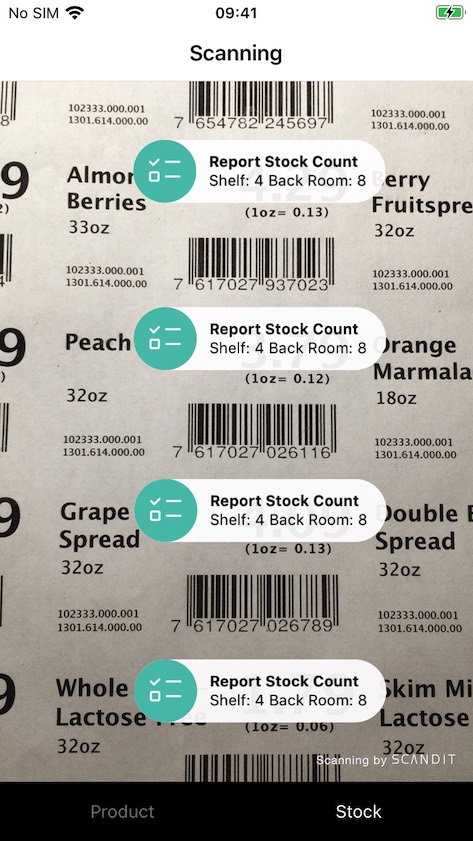 No SIM 09:41
Scanning
8
102333.000.001
1301.614.000.00
7 654782 245697
102333.000.001
1301.614.000.00
9
Almon
Berries
33oz
Report Stock Count
Shelf: 4 Back Room: 8
(1oz= 0.13)
erry
Fruitspre
32oz
102333.000.001
1301.614.000.00
7 617027 937023
102333.000.001
1301.614.000.00
9
Peach
32oz
Report Stock Count
Shelf: 4 Back Room: 8
(1oz= 0.12)
Orange
Marmala
18oz
102333.000.001
1301.614.000.00
7 617027 026116
102333.000.001
1301.614.000.00
9
Grape
Spread
32oz
Report Stock Count
Shelf: 4 Back Room: 8
(1oz= 0.13)
Double B
Spread
32oz
102333.000.001
1301.614.000.00
7 617027 026789
102333.000.001
1301.614.000.00
9
Whole
Lactose Free
32oz
Report Stock Count
Shelf: 4 Back Room: 8
(1oz= 0.06)
Skim Mi
Lactose
32oz
Scanning by SCANDIT
Product Stock